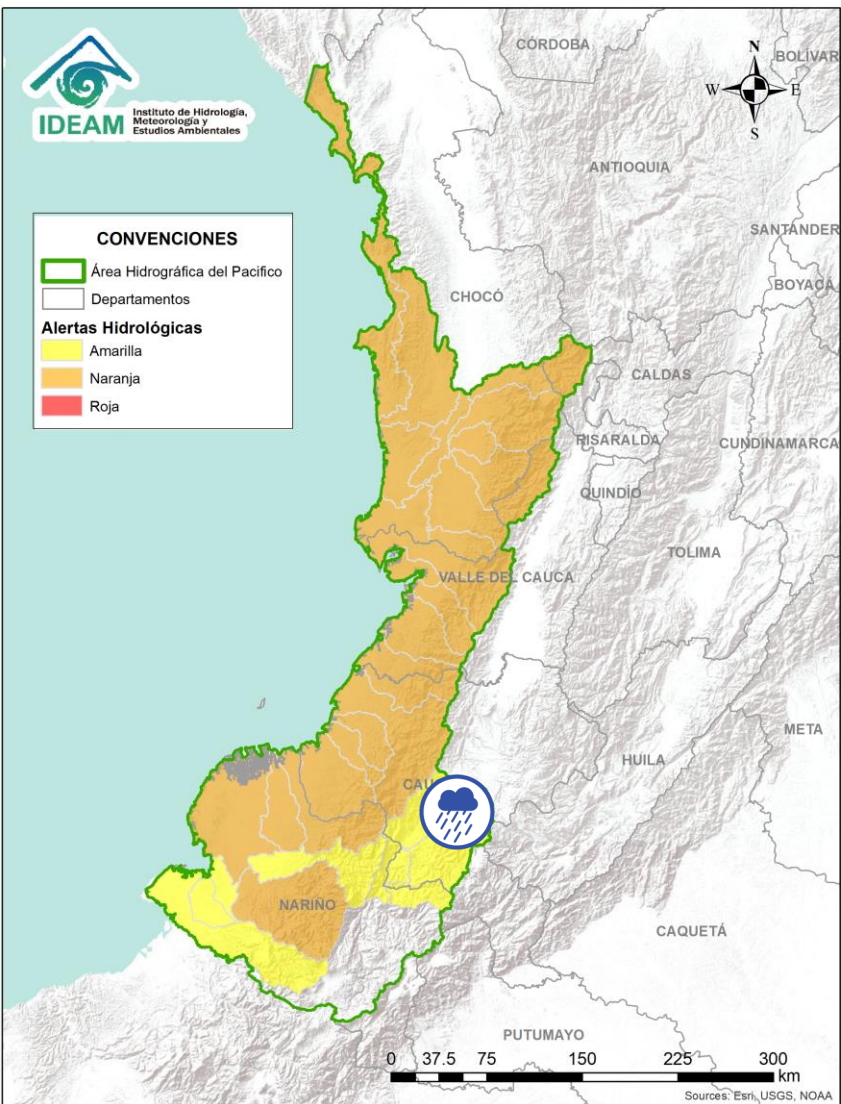 IDEAM
Instituto de Hidrología,
Meteorología y
Estudios Ambientales
CÓRDOBA
BOLÍVAR
N
W
E
S
ANTIOQUIA
CONVENCIONES
Área Hidrográfica del Pacifico
Departamentos
Alertas Hidrológicas
Amarilla
Naranja
Roja
SANTANDER
BOYACÁ
CHOCÓ
CALDAS
RISARALDA
CUNDINAMARCA
QUINDÍO
TOLIMA
VALLE DEL CAUCA
META
HUILA
NARIÑO
CAQUETÁ
PUTUMAYO
0 37.5 75 150 225 300
km
Sources: Esri, USGS, NOAA